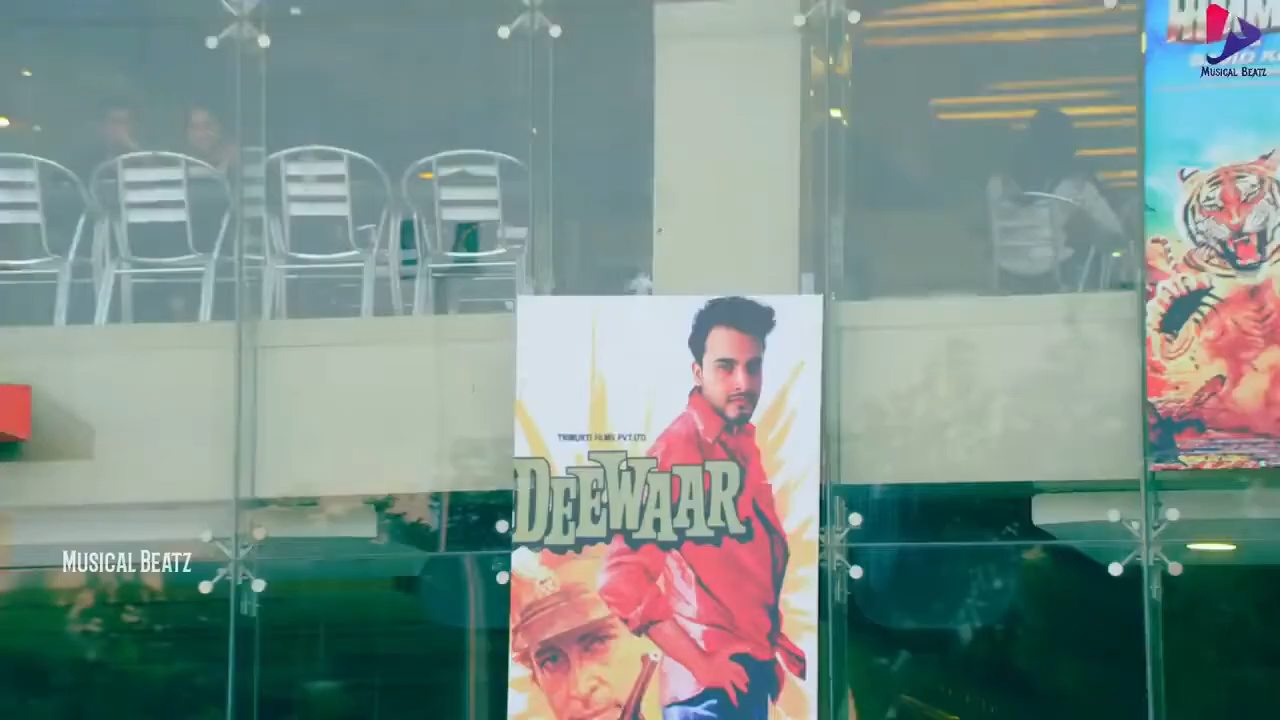 MUSICAL BEATZ
TRIMURTI FILMS PVT. LTD
DEEWAAR
MUSICAL BEATZ